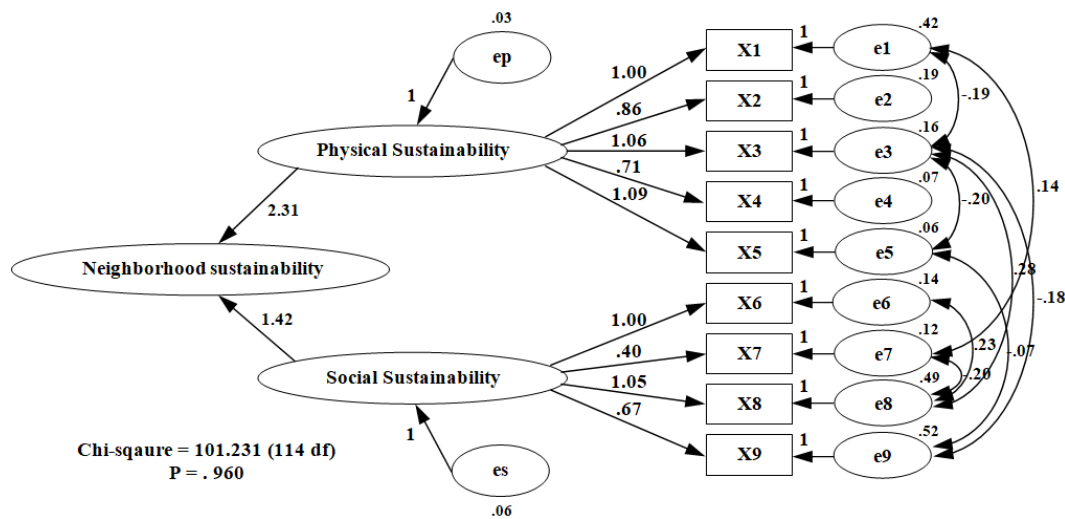 .03
ep
1
Physical Sustainability
2.31
Neighborhood sustainability
1.42
Social Sustainability
1
es
.06
Chi-sqaure = 101.231 (114 df)
P = . 960
1.00
.86
1.06
.71
1.09
1.00
.40
1.05
.67
X1 1 e1 .42
X2 1 e2 .19
X3 1 e3 .16
X4 1 e4 .07
X5 1 e5 .06
X6 1 e6 .14
X7 1 e7 .12
X8 1 e8 .49
X9 1 e9 .52
-.19
.14
-.20
.28
-.18
.23
-.07
-.20